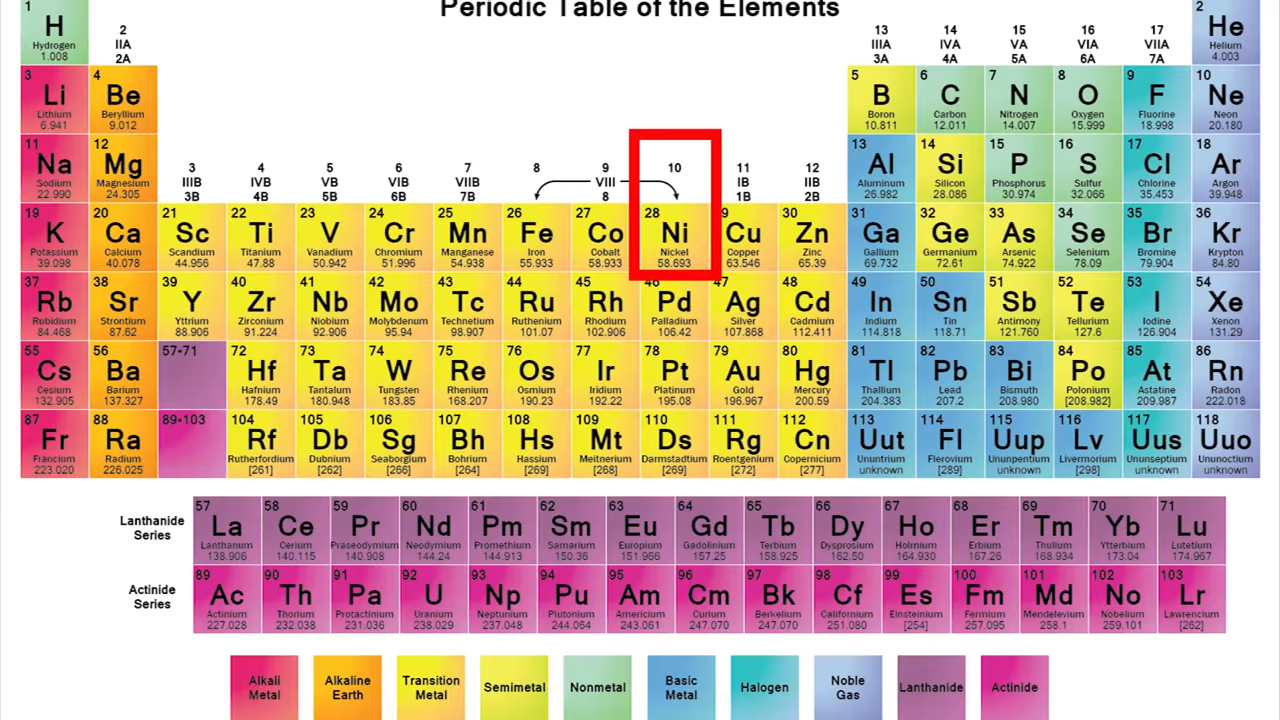 Periodic Table of the Elements
1
H
Hydrogen
1.008
2
IIA
2A
13
IIIA
3A
14
IVA
4A
15
VA
5A
16
VIA
6A
17
VIIA
7A
2
He
Helium
4.003
3
Li
Lithium
6.941
4
Be
Beryllium
9.012
5
B
Boron
10.811
6
C
Carbon
12.011
7
N
Nitrogen
14.007
8
O
Oxygen
15.999
9
F
Fluorine
18.998
10
Ne
Neon
20.180
11
Na
Sodium
22.990
12
Mg
Magnesium
24.305
3
IIIB
3B
4
IVB
4B
5
VB
5B
6
VIB
6B
7
VIIB
7B
8
9
10
VIII
8
11
IB
1B
12
IIB
2B
13
Al
Aluminum
26.982
14
Si
Silicon
28.086
15
P
Phosphorus
30.974
16
S
Sulfur
32.066
17
Cl
Chlorine
35.453
18
Ar
Argon
39.948
19
K
Potassium
39.098
20
Ca
Calcium
40.078
21
Sc
Scandium
44.956
22
Ti
Titanium
47.88
23
V
Vanadium
50.942
24
Cr
Chromium
51.996
25
Mn
Manganese
54.938
26
Fe
Iron
55.933
27
Co
Cobalt
58.933
28
Ni
Nickel
58.693
9
Cu
Copper
63.546
30
Zn
Zinc
65.39
31
Ga
Gallium
69.732
32
Ge
Germanium
72.61
33
As
Arsenic
74.922
34
Se
Selenium
78.09
35
Br
Bromine
79.904
36
Kr
Krypton
84.80
37
Rb
Rubidium
84.468
38
Sr
Strontium
87.62
39
Y
Yttrium
88.906
40
Zr
Zirconium
91.224
41
Nb
Niobium
92.906
42
Mo
Molybdenum
95.94
43
Tc
Technetium
98.907
44
Ru
Ruthenium
101.07
45
Rh
Rhodium
102.906
46
Pd
Palladium
106.42
47
Ag
Silver
107.868
48
Cd
Cadmium
112.411
49
In
Indium
114.818
50
Sn
Tin
118.71
51
Sb
Antimony
121.760
52
Te
Tellurium
127.6
53
I
Iodine
126.904
54
Xe
Xenon
131.29
55
Cs
Cesium
132.905
56
Ba
Barium
137.327
57-71
72
Hf
Hafnium
178.49
73
Ta
Tantalum
180.948
74
W
Tungsten
183.85
75
Re
Rhenium
168.207
76
Os
Osmium
190.23
77
Ir
Iridium
192.22
78
Pt
Platinum
195.08
79
Au
Gold
196.967
80
Hg
Mercury
200.59
81
Tl
Thallium
204.383
82
Pb
Lead
207.2
83
Bi
Bismuth
208.980
84
Po
Polonium
[208.982]
85
At
Astatine
209.987
86
Rn
Radon
222.018
87
Fr
Francium
223.020
88
Ra
Radium
226.025
89-103
104
Rf
Rutherfordium
[261]
105
Db
Dubnium
[262]
106
Sg
Seaborgium
[266]
107
Bh
Bohrium
[264]
108
Hs
Hassium
[269]
109
Mt
Meitnerium
[268]
110
Ds
Darmstadtium
[269]
111
Rg
Roentgenium
[272]
112
Cn
Copernicium
[277]
113
Uut
Ununtrium
unknown
114
Fl
Flerovium
[289]
115
Uup
Ununpentium
unknown
116
Lv
Livermorium
[298]
117
Uus
Ununseptium
unknown
118
Uuo
Ununoctium
unknown
Lanthanide
Series
57
La
Lanthanum
138.906
58
Ce
Cerium
140.115
59
Pr
Praseodymium
140.908
60
Nd
Neodymium
144.24
61
Pm
Promethium
144.913
62
Sm
Samarium
150.36
63
Eu
Europium
151.966
64
Gd
Gadolinium
157.25
65
Tb
Terbium
158.925
66
Dy
Dysprosium
162.50
67
Ho
Holmium
164.930
68
Er
Erbium
167.26
69
Tm
Thulium
168.934
70
Yb
Ytterbium
173.04
71
Lu
Lutetium
174.967
Actinide
Series
89
Ac
Actinium
227.028
90
Th
Thorium
232.038
91
Pa
Protactinium
231.036
92
U
Uranium
238.029
93
Np
Neptunium
237.048
94
Pu
Plutonium
244.064
95
Am
Americium
243.061
96
Cm
Curium
247.070
97
Bk
Berkelium
247.070
98
Cf
Californium
251.080
99
Es
Einsteinium
[254]
100
Fm
Fermium
257.095
101
Md
Mendelevium
258.1
102
No
Nobelium
259.101
103
Lr
Lawrencium
[262]
Alkali
Metal
Alkaline
Earth
Transition
Metal
Semimetal
Nonmetal
Basic
Metal
Halogen
Noble
Gas
Lanthanide
Actinide